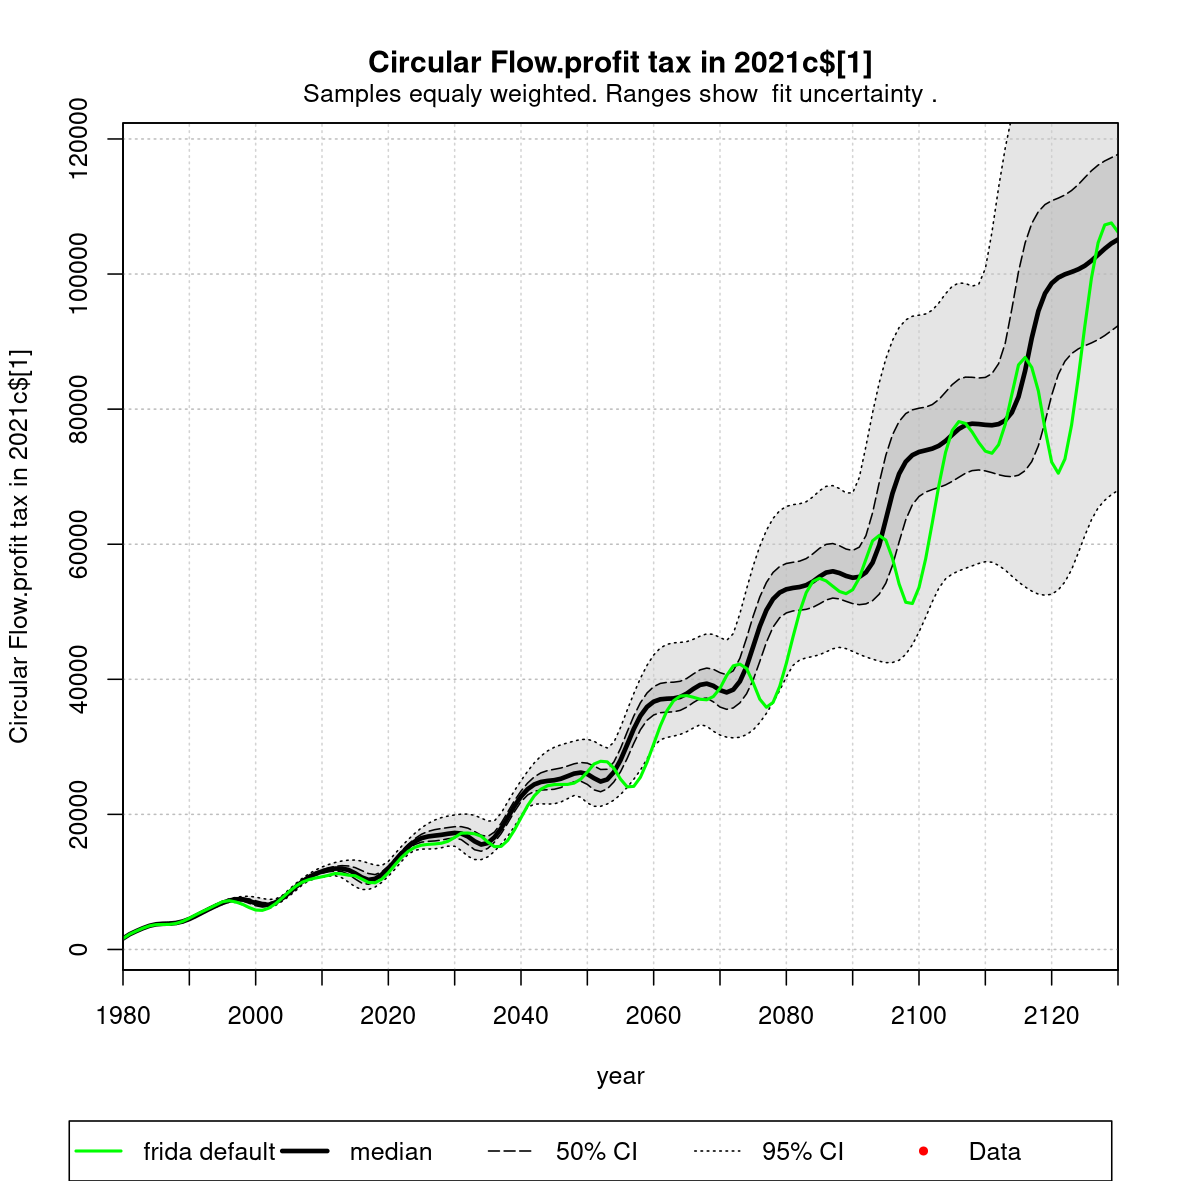 Circular Flow.profit tax in 2021c$[1]
Samples equaly weighted. Ranges show  fit uncertainty .
Circular Flow.profit tax in 2021c$[1]
120000
100000
80000
60000
40000
20000
0
1980 2000 2020 2040 2060 2080 2100 2120
year
frida default median 50% CI 95% CI Data